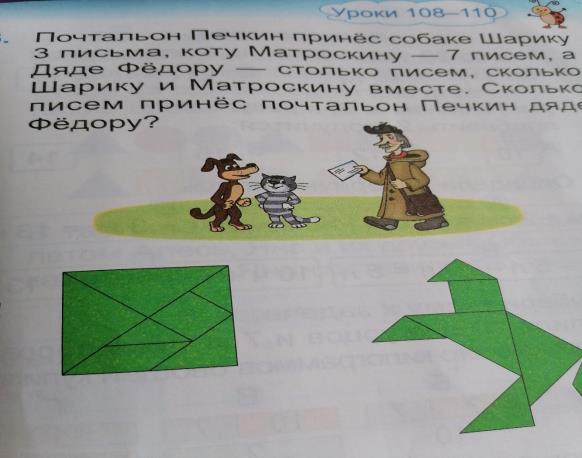 Уроки 108–110
Почтальон Печкин принёс собаке Шарику
3 письма, коту Матроскину — 7 писем, а
Дяде Фёдору — столько писем, сколько
Шарику и Матроскину вместе. Сколько
писем принёс почтальон Печкин дяде
Фёдору?